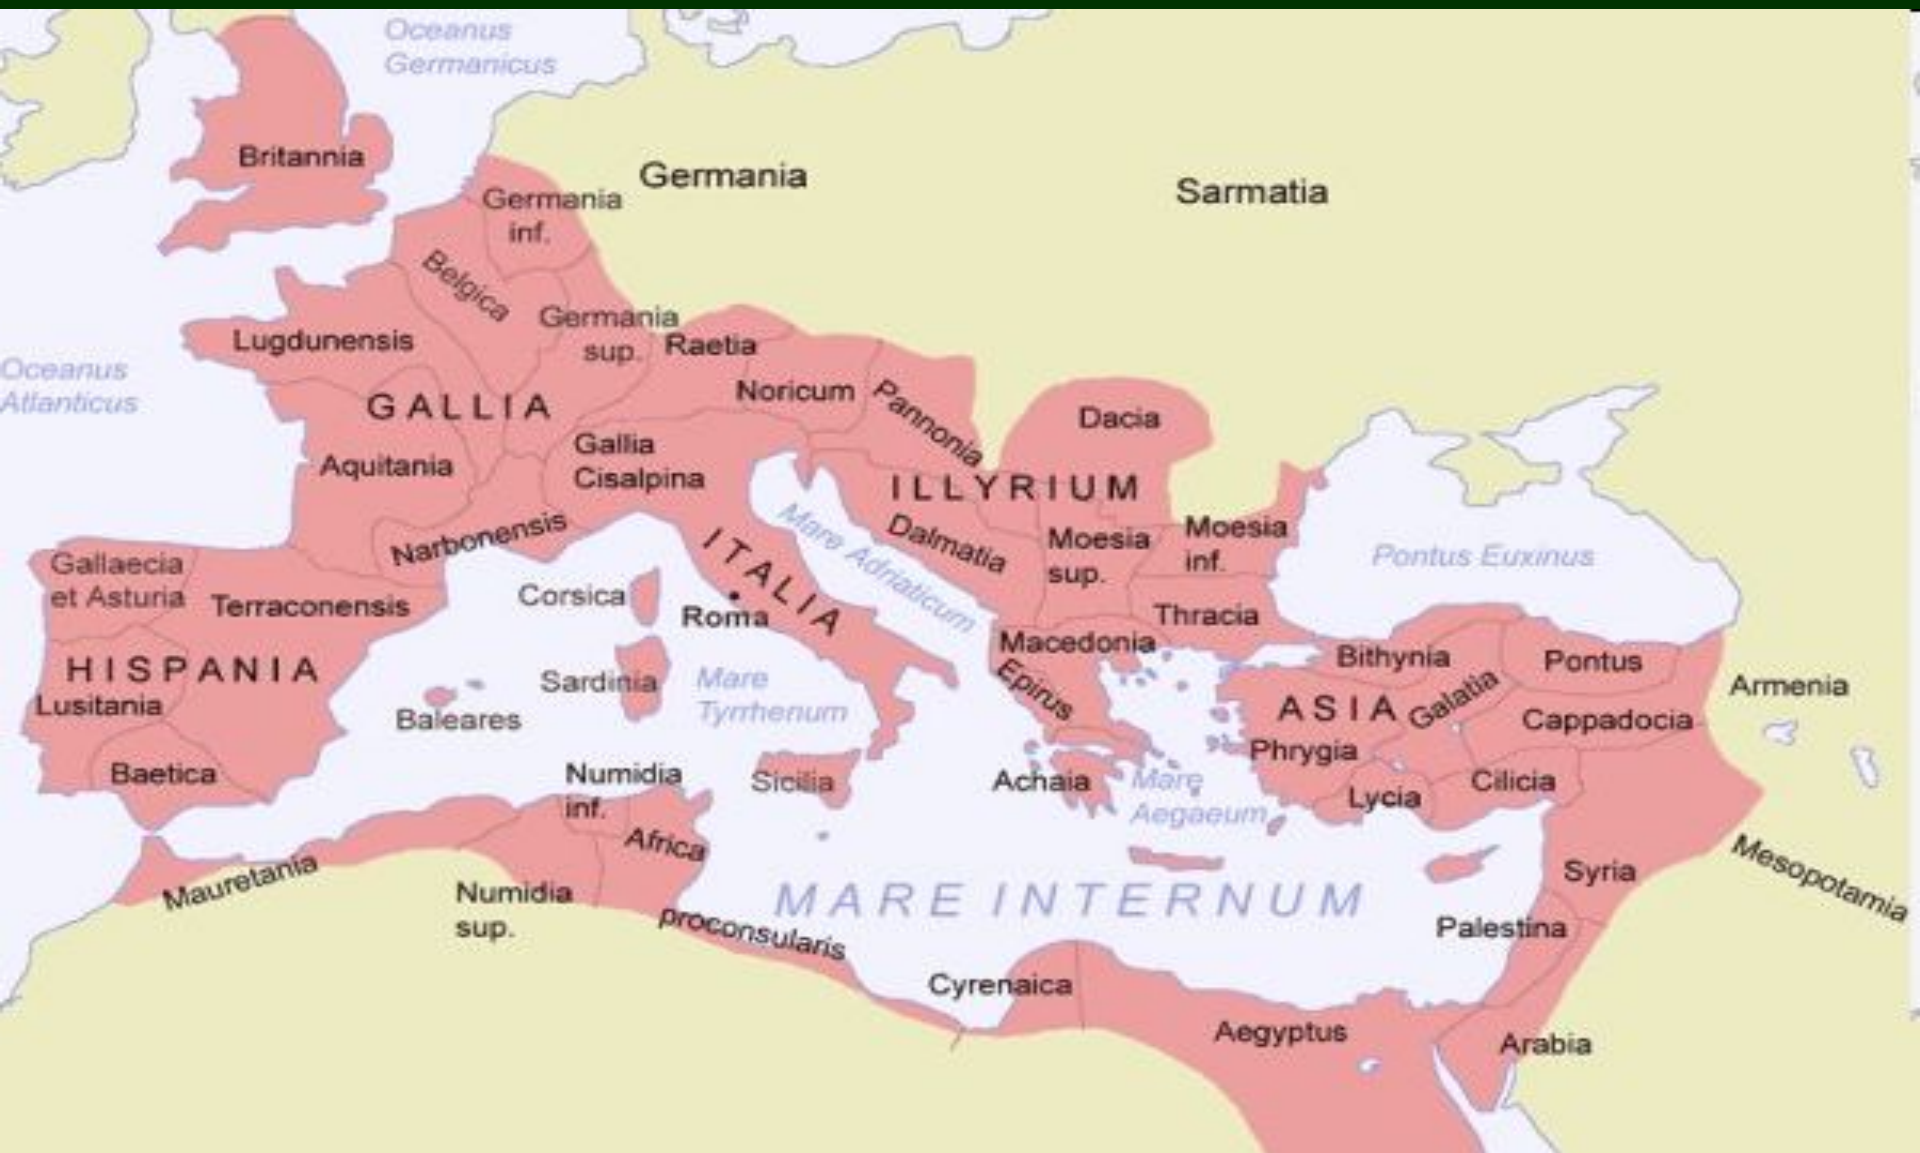 Oceanus
Germanicus
Britannia
Germania
inf.
Germania
Sarmatia
Belgica
Germania
sup.
Lugdunensis
Raetia
Oceanus
Atlanticus
Noricum
Pannonia
GALLIA
Dacia
Gallia
Cisalpina
Aquitania
ILLYRIUM
Narbonensis
ITALIA
Mare Adriaticum
Dalmatia
Moesia
sup.
Moesia
inf.
Pontus Euxinus
Gallaecia
et Asturia
Terraconensis
Corsica
Roma
Thracia
Macedonia
Epirus
Bithynia
Pontus
HISPANIA
Lusitania
Sardinia
Mare
Tyrrhenum
Baleares
ASIA
Galatia
Armenia
Cappadocia
Phrygia
Baetica
Numidia
inf.
Sicilia
Achaia
Mare
Aegaeum
Lycia
Cilicia
Africa
Mauretania
Numidia
sup.
proconsularis
MARE INTERNUM
Syria
Mesopotamia
Palestina
Cyrenaica
Aegyptus
Arabia